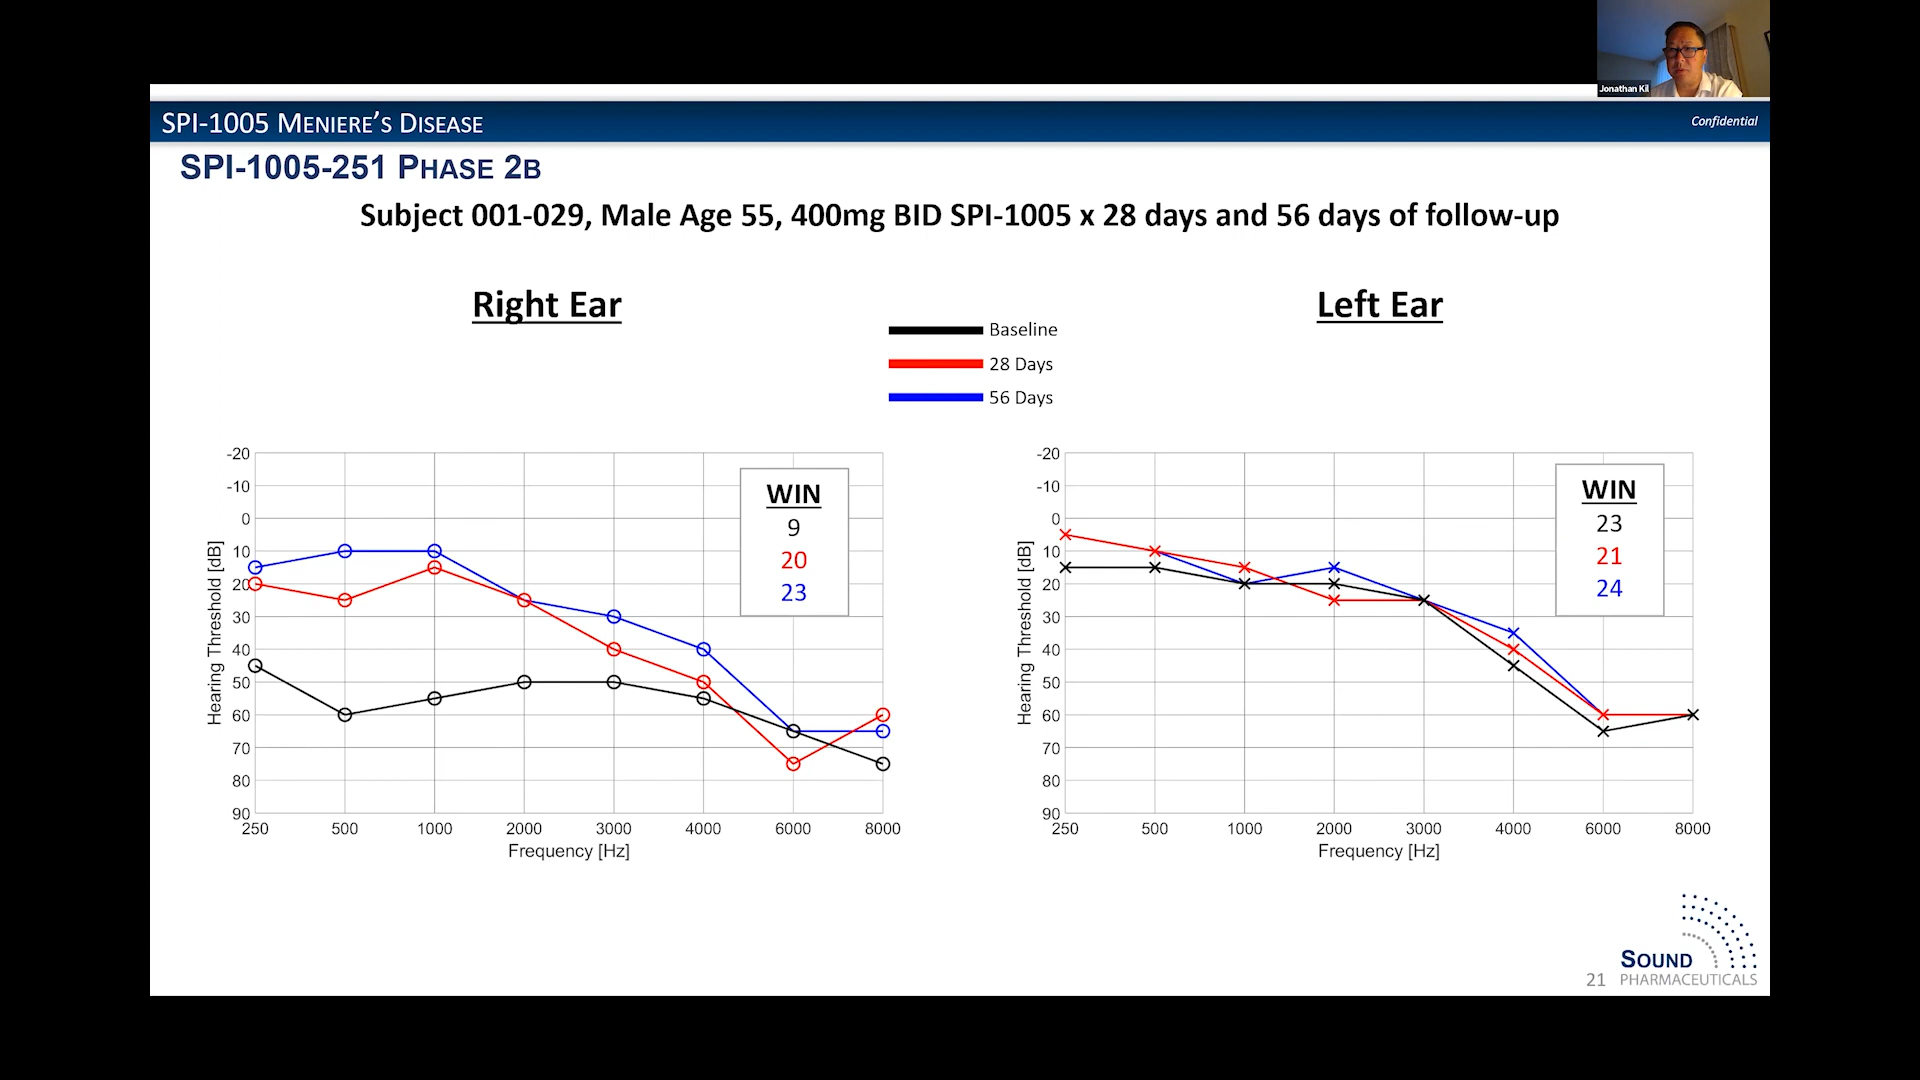 Jonathan Kil
SPI-1005 MENIERE'S DISEASE
Confidential
SPI-1005-251 PHASE 2B
Subject 001-029, Male Age 55, 400mg BID SPI-1005 x 28 days and 56 days of follow-up
Right Ear
Left Ear
Baseline
28 Days
56 Days
-20
-10
0
10
20
30
40
50
60
70
80
90
Hearing Threshold [dB]
250 500 1000 2000 3000 4000 6000 8000
Frequency [Hz]
WIN
9
20
23
-20
-10
0
10
20
30
40
50
60
70
80
90
Hearing Threshold [dB]
250 500 1000 2000 3000 4000 6000 8000
Frequency [Hz]
WIN
23
21
24
SOUND
PHARMACEUTICALS
21